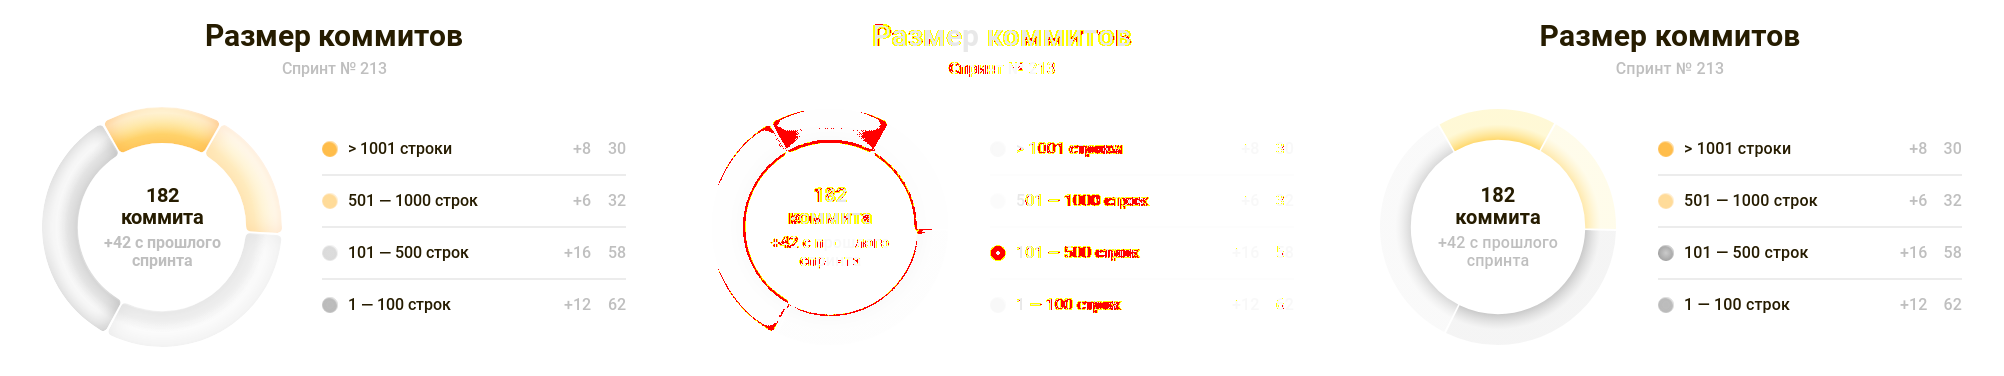 Размер коммитов
Спринт № 213
> 1001 строки +8 30
501 — 1000 строк +6 32
101 — 500 строк +16 58
1 — 100 строк +12 62
182
коммита
+42 с прошлого
спринта
Размер коммитов
Спринт № 213
> 1001 строки +8 30
501 — 1000 строк +6 32
101 — 500 строк +16 58
1 — 100 строк +12 62
182
коммита
+42 с прошлого
спринта
Размер коммитов
Спринт № 213
> 1001 строки +8 30
501 — 1000 строк +6 32
101 — 500 строк +16 58
1 — 100 строк +12 62
182
коммита
+42 с прошлого
спринта